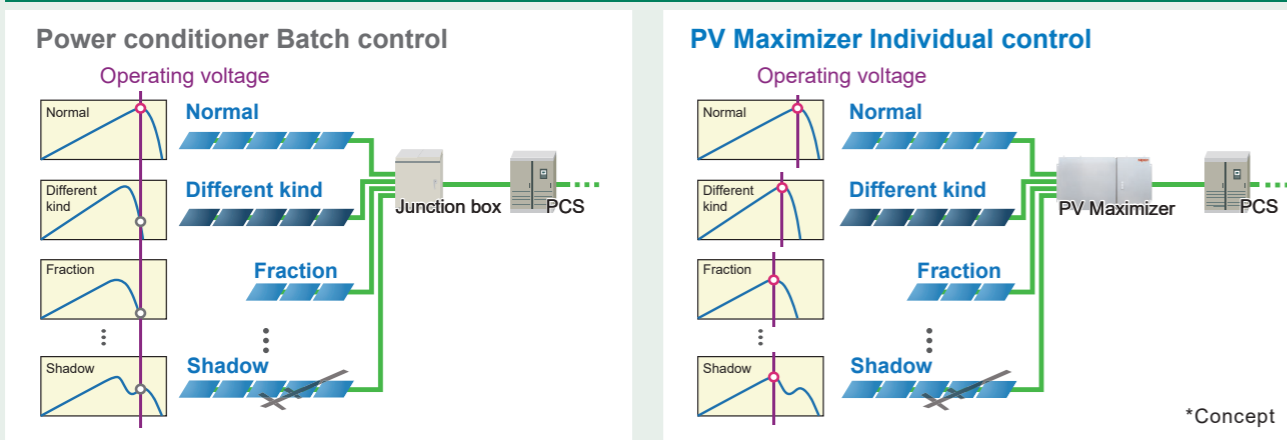 Power conditioner Batch control
Operating voltage
Normal
Normal
Different
kind
Different kind
Junction box
PCS
Fraction
Fraction
Shadow
Shadow
PV Maximizer Individual control
Operating voltage
Normal
Normal
Different
kind
Different kind
PV Maximizer
PCS
Fraction
Fraction
Shadow
Shadow
*Concept